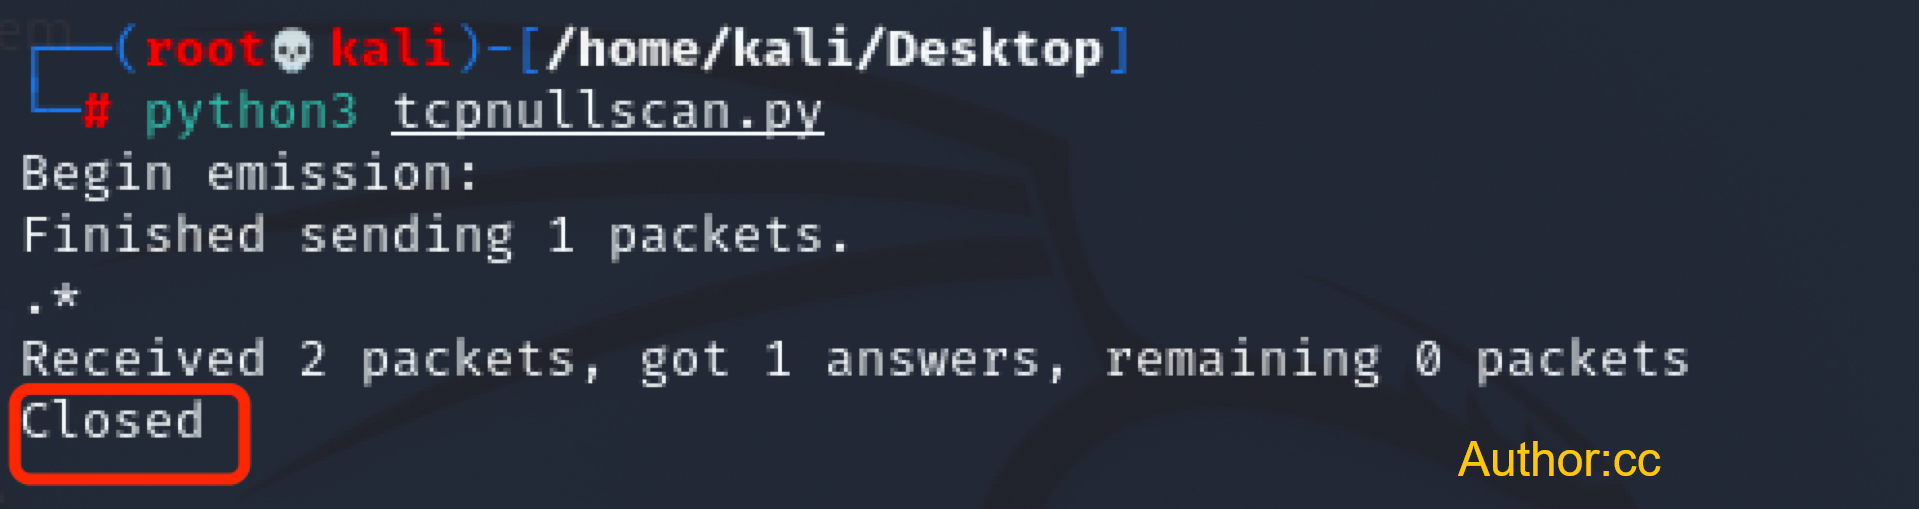 (root💀kali)-[/home/kali/Desktop]
# python3 tcpnullscan.py
Begin emission:
Finished sending 1 packets.
.*
Received 2 packets, got 1 answers, remaining 0 packets
Closed
Author:cc